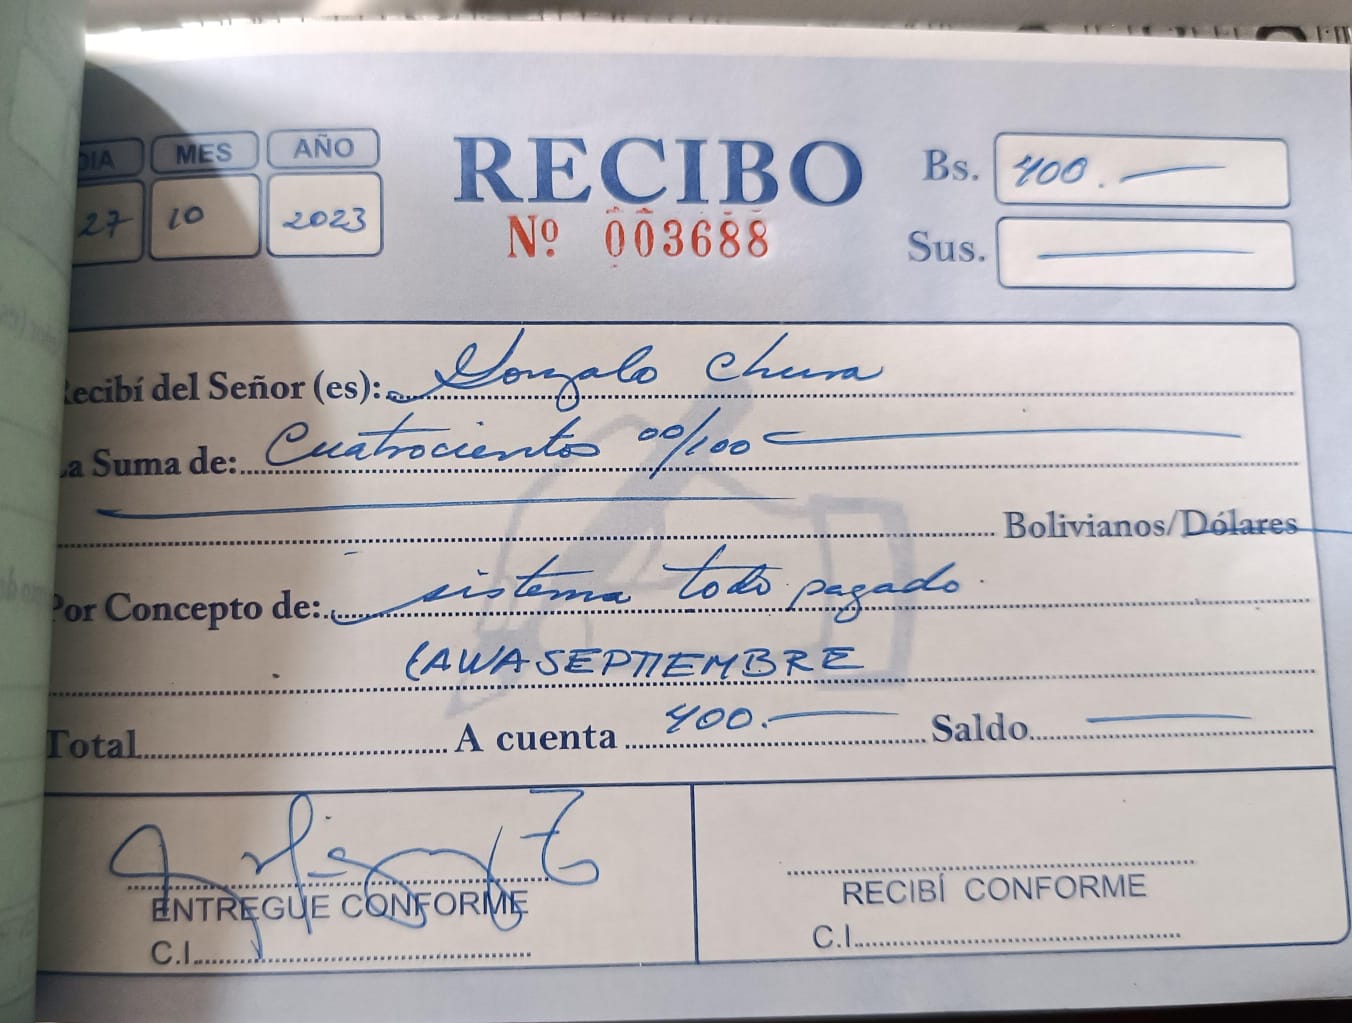 DIA MES AÑO
27 10 2023
RECIBO
Nº 003688
Bs. 400.
Sus.
Recibí del Señor (es): Gonzalo Chura
La Suma de: Cuatrocientos 00/100
Bolivianos/Dólares
Por Concepto de: sistema todo pagado
LAWASEPTIEMBRE
Total A cuenta 400. Saldo
ENTREGUE CONFORME
C.I.
RECIBÍ CONFORME
C.I.